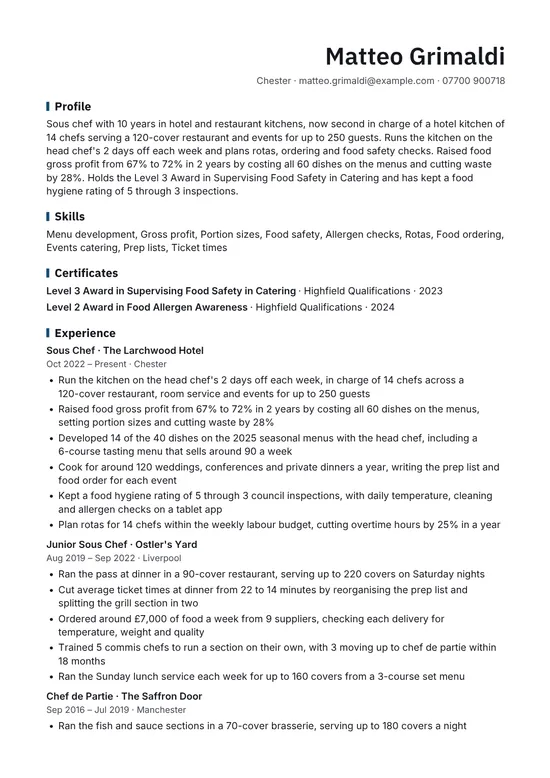 Matteo Grimaldi
Chester · matteo.grimaldi@example.com · 07700 900718
Profile
Sous chef with 10 years in hotel and restaurant kitchens, now second in charge of a hotel kitchen of
14 chefs serving a 120-cover restaurant and events for up to 250 guests. Runs the kitchen on the
head chef's 2 days off each week and plans rotas, ordering and food safety checks. Raised food
gross profit from 67% to 72% in 2 years by costing all 60 dishes on the menus and cutting waste
by 28%. Holds the Level 3 Award in Supervising Food Safety in Catering and has kept a food
hygiene rating of 5 through 3 inspections.
Skills
Menu development, Gross profit, Portion sizes, Food safety, Allergen checks, Rotas, Food ordering,
Events catering, Prep lists, Ticket times
Certificates
Level 3 Award in Supervising Food Safety in Catering · Highfield Qualifications · 2023
Level 2 Award in Food Allergen Awareness · Highfield Qualifications · 2024
Experience
Sous Chef · The Larchwood Hotel
Oct 2022 – Present · Chester
• Run the kitchen on the head chef's 2 days off each week, in charge of 14 chefs across a
120-cover restaurant, room service and events for up to 250 guests
• Raised food gross profit from 67% to 72% in 2 years by costing all 60 dishes on the menus,
setting portion sizes and cutting waste by 28%
• Developed 14 of the 40 dishes on the 2025 seasonal menus with the head chef, including a
6-course tasting menu that sells around 90 a week
• Cook for around 120 weddings, conferences and private dinners a year, writing the prep list and
food order for each event
• Kept a food hygiene rating of 5 through 3 council inspections, with daily temperature, cleaning
and allergen checks on a tablet app
• Plan rotas for 14 chefs within the weekly labour budget, cutting overtime hours by 25% in a year
Junior Sous Chef · Ostler's Yard
Aug 2019 – Sep 2022 · Liverpool
• Ran the pass at dinner in a 90-cover restaurant, serving up to 220 covers on Saturday nights
• Cut average ticket times at dinner from 22 to 14 minutes by reorganising the prep list and
splitting the grill section in two
• Ordered around £7,000 of food a week from 9 suppliers, checking each delivery for
temperature, weight and quality
• Trained 5 commis chefs to run a section on their own, with 3 moving up to chef de partie within
18 months
• Ran the Sunday lunch service each week for up to 160 covers from a 3-course set menu
Chef de Partie · The Saffron Door
Sep 2016 – Jul 2019 · Manchester
• Ran the fish and sauce sections in a 70-cover brasserie, serving up to 180 covers a night